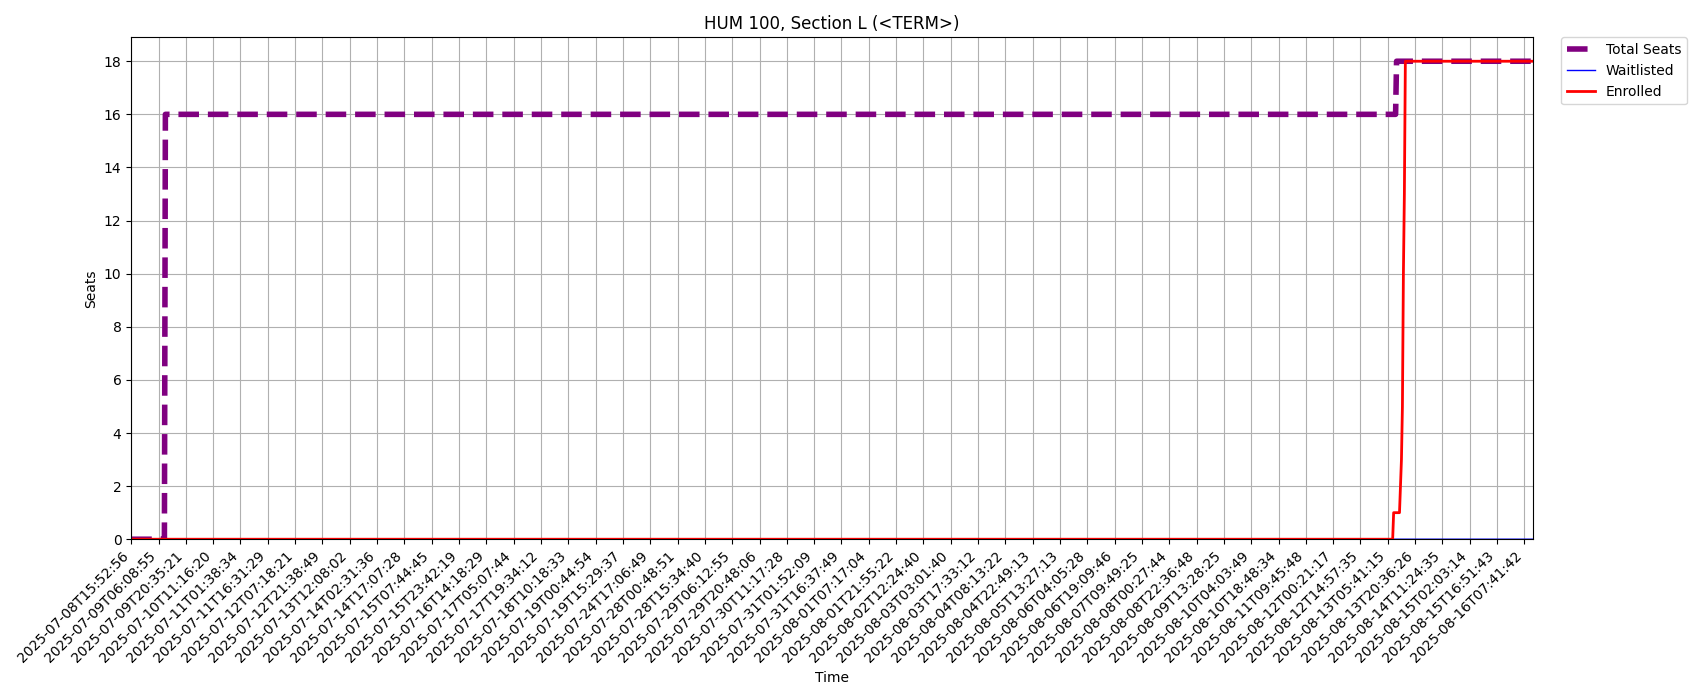 HUM 100, Section L (<TERM>)
Total Seats
Waitlisted
Enrolled
18
16
14
12
10
8
6
4
2
0
Seats
2025-07-08T15:52:56
2025-07-09T06:08:55
2025-07-09T20:35:21
2025-07-10T11:16:20
2025-07-11T01:38:34
2025-07-11T16:31:29
2025-07-12T07:18:21
2025-07-12T21:38:49
2025-07-13T12:08:02
2025-07-14T02:31:36
2025-07-14T17:07:28
2025-07-15T07:44:45
2025-07-15T23:42:19
2025-07-16T14:18:29
2025-07-17T05:07:44
2025-07-17T19:34:12
2025-07-18T10:18:33
2025-07-19T00:44:54
2025-07-19T15:29:37
2025-07-24T17:06:49
2025-07-28T00:48:51
2025-07-28T15:34:40
2025-07-29T06:12:55
2025-07-29T20:48:06
2025-07-30T11:17:28
2025-07-31T01:52:09
2025-07-31T16:37:49
2025-08-01T07:17:04
2025-08-01T21:55:22
2025-08-02T12:24:40
2025-08-03T03:01:40
2025-08-03T17:33:12
2025-08-04T08:13:22
2025-08-04T22:49:13
2025-08-05T13:27:13
2025-08-06T04:05:28
2025-08-06T19:09:46
2025-08-07T09:49:25
2025-08-08T00:27:44
2025-08-08T22:36:48
2025-08-09T13:28:25
2025-08-10T04:03:49
2025-08-10T18:48:34
2025-08-11T09:45:48
2025-08-12T00:21:17
2025-08-12T14:57:35
2025-08-13T05:41:15
2025-08-13T20:36:26
2025-08-14T11:24:35
2025-08-15T02:03:14
2025-08-15T16:51:43
2025-08-16T07:41:42
Time